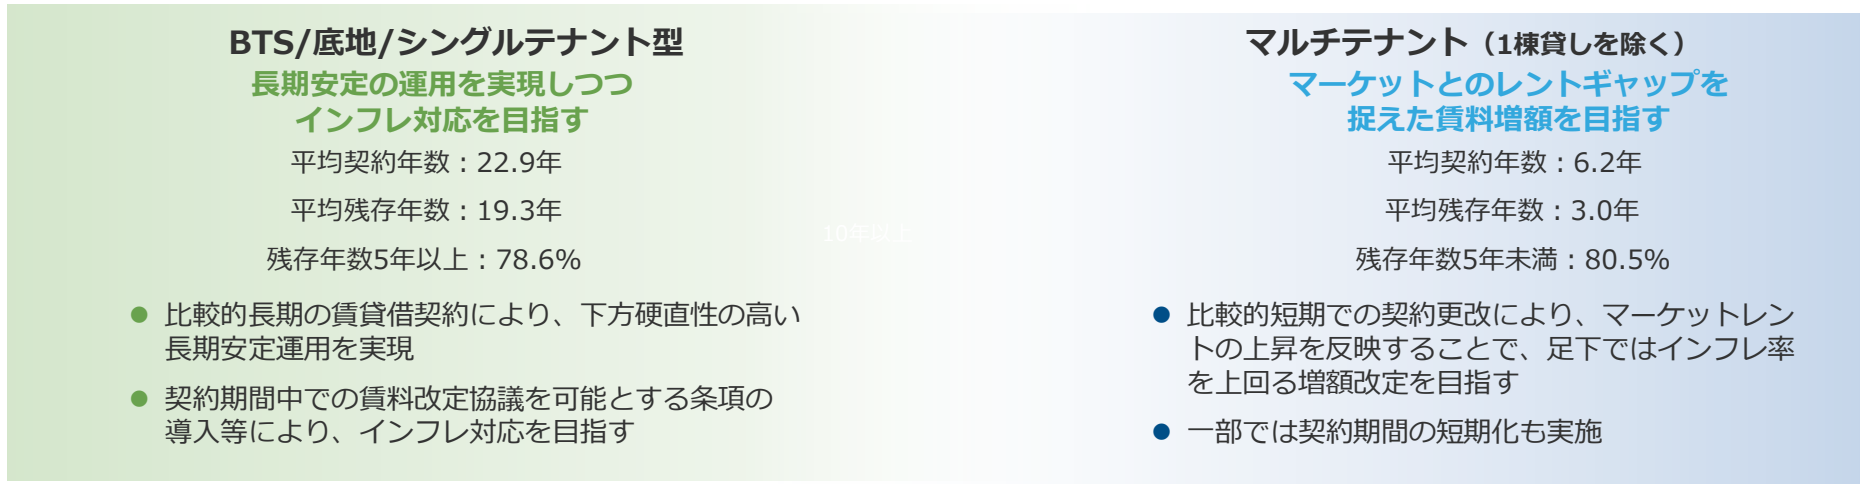 BTS/底地/シングルテナント型
長期安定の運用を実現しつつ
インフレ対応を目指す
平均契約年数：22.9年
平均残存年数：19.3年
残存年数5年以上：78.6%
● 比較的長期の賃貸借契約により、下方硬直性の高い
長期安定運用を実現
● 契約期間中での賃料改定協議を可能とする条項の
導入等により、インフレ対応を目指す
10年以上
マルチテナント（1棟貸しを除く）
マーケットとのレントギャップを
捉えた賃料増額を目指す
平均契約年数：6.2年
平均残存年数：3.0年
残存年数5年未満：80.5%
● 比較的短期での契約更改により、マーケットレン
トの上昇を反映することで、足下ではインフレ率
を上回る増額改定を目指す
● 一部では契約期間の短期化も実施